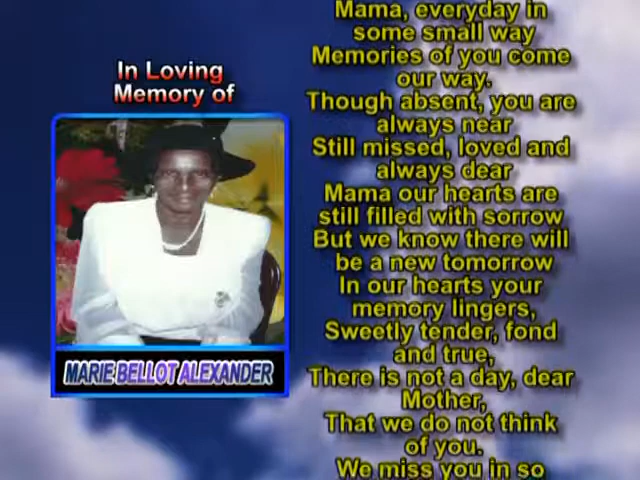 In Loving
Memory of
MARIE BELLOT ALEXANDER
Mama, everyday in
some small way
Memories of you come
our way.
Though absent, you are
always near
Still missed, loved and
always dear
Mama our hearts are
still filled with sorrow
But we know there will
be a new tomorrow
In our hearts your
memory lingers,
Sweetly tender, fond
and true,
There is not a day, dear
Mother,
That we do not think
of you.
We miss you in so